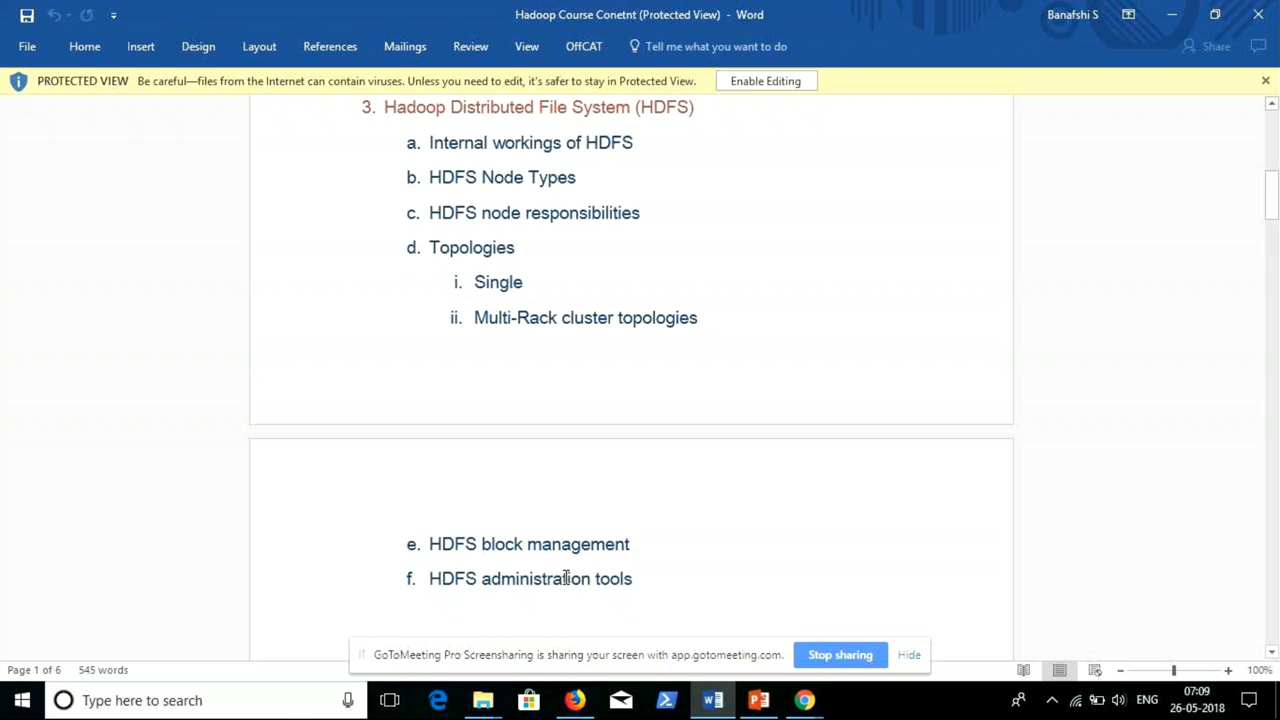 Hadoop Course Conetnt (Protected View) - Word
Banafshi S
File Home Insert Design Layout References Mailings Review View OffCAT Tell me what you want to do Share
PROTECTED VIEW Be careful—files from the Internet can contain viruses. Unless you need to edit, it's safer to stay in Protected View. Enable Editing
3. Hadoop Distributed File System (HDFS)
a. Internal workings of HDFS
b. HDFS Node Types
c. HDFS node responsibilities
d. Topologies
i. Single
ii. Multi-Rack cluster topologies
e. HDFS block management
f. HDFS administration tools
GoToMeeting Pro Screensharing is sharing your screen with app.gotomeeting.com. Stop sharing Hide
Page 1 of 6 545 words 100%
Type here to search
ENG
07:09
26-05-2018